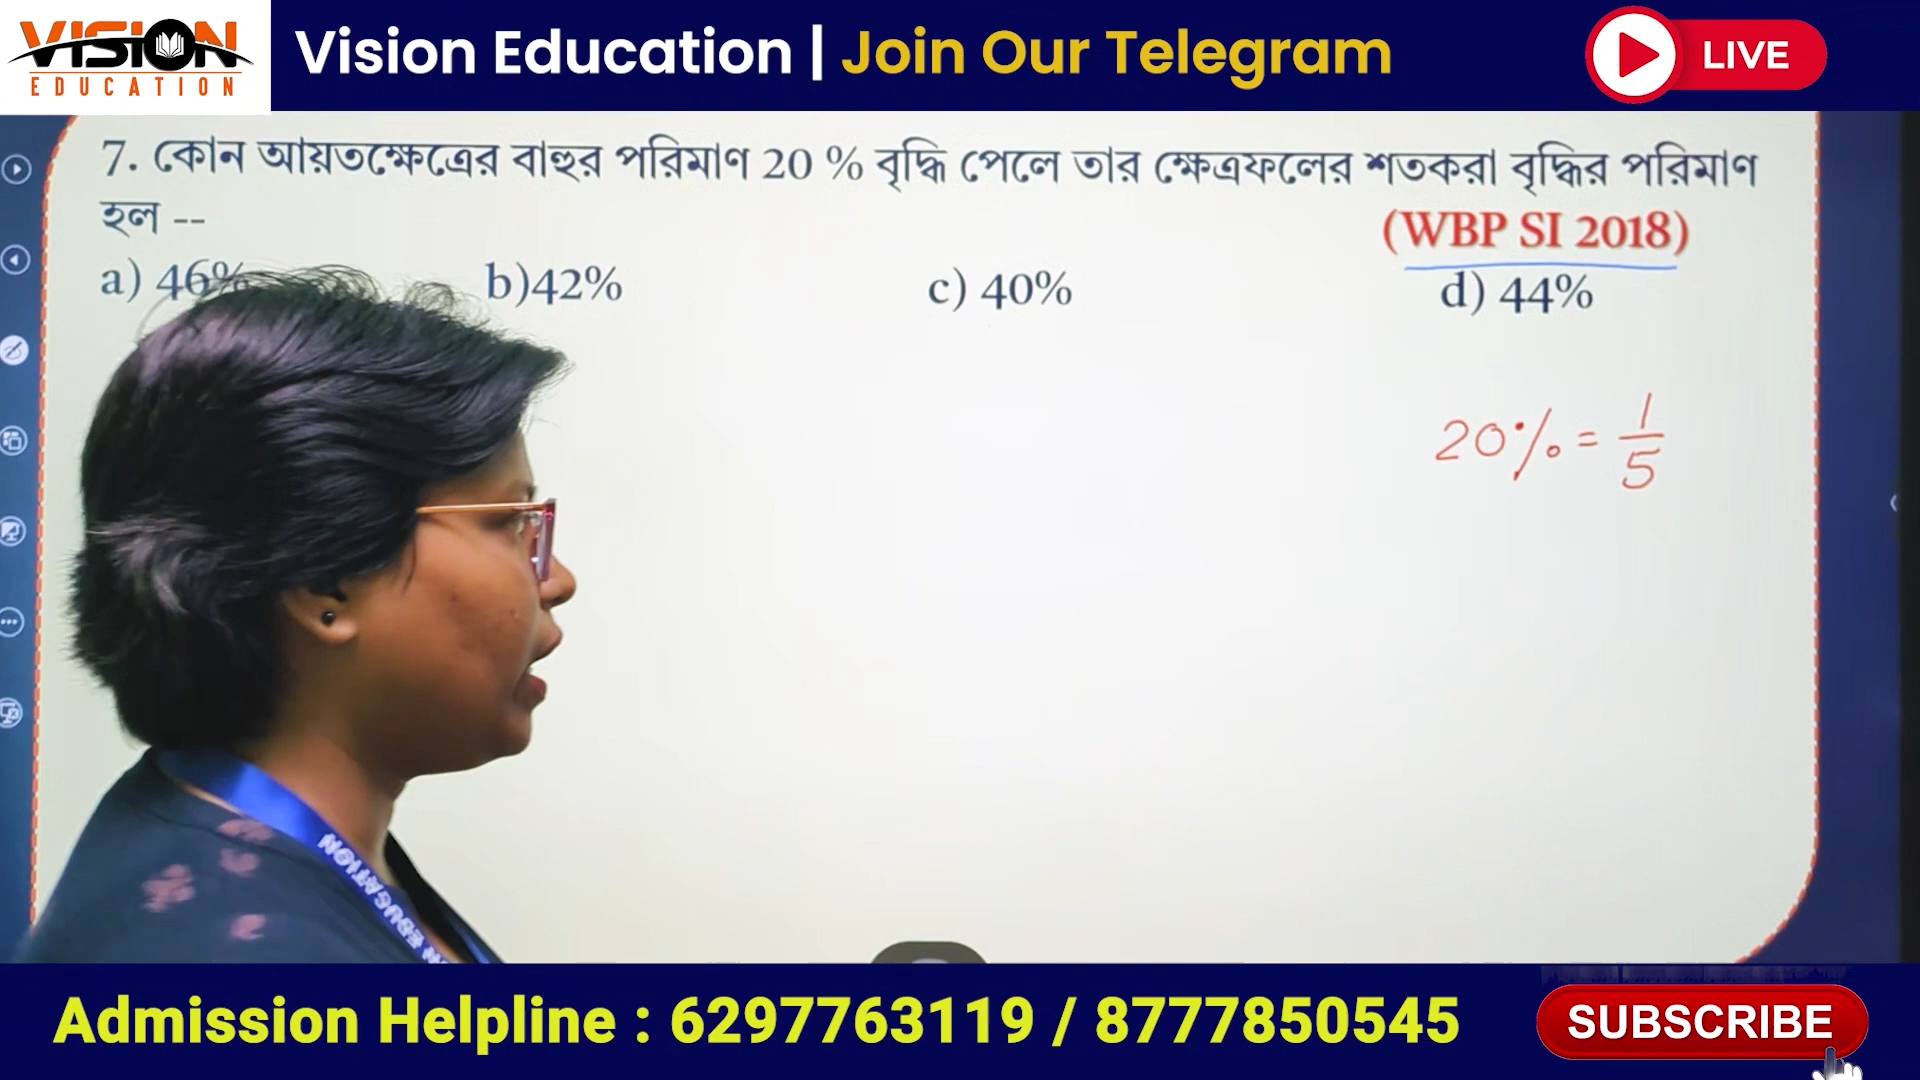 VISION
EDUCATION
Vision Education | Join Our Telegram
LIVE
7. কোন আয়তক্ষেত্রের বাহুর পরিমাণ 20 % বৃদ্ধি পেলে তার ক্ষেত্রফলের শতকরা বৃদ্ধির পরিমাণ
হল --
(WBP SI 2018)
a) 46% b)42% c) 40% d) 44%
20% = 1/5
EDUCATION
Admission Helpline : 6297763119 / 8777850545
SUBSCRIBE